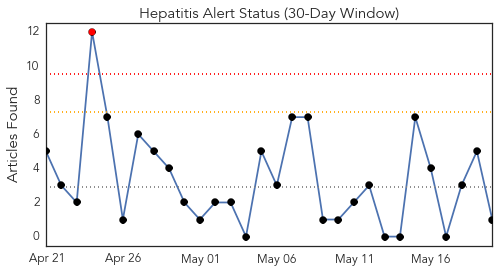 Hepatitis Alert Status (30-Day Window)
Articles Found
12
10
8
6
4
2
0
Apr 21
Apr 26
May 01
May 06
May 11
May 16